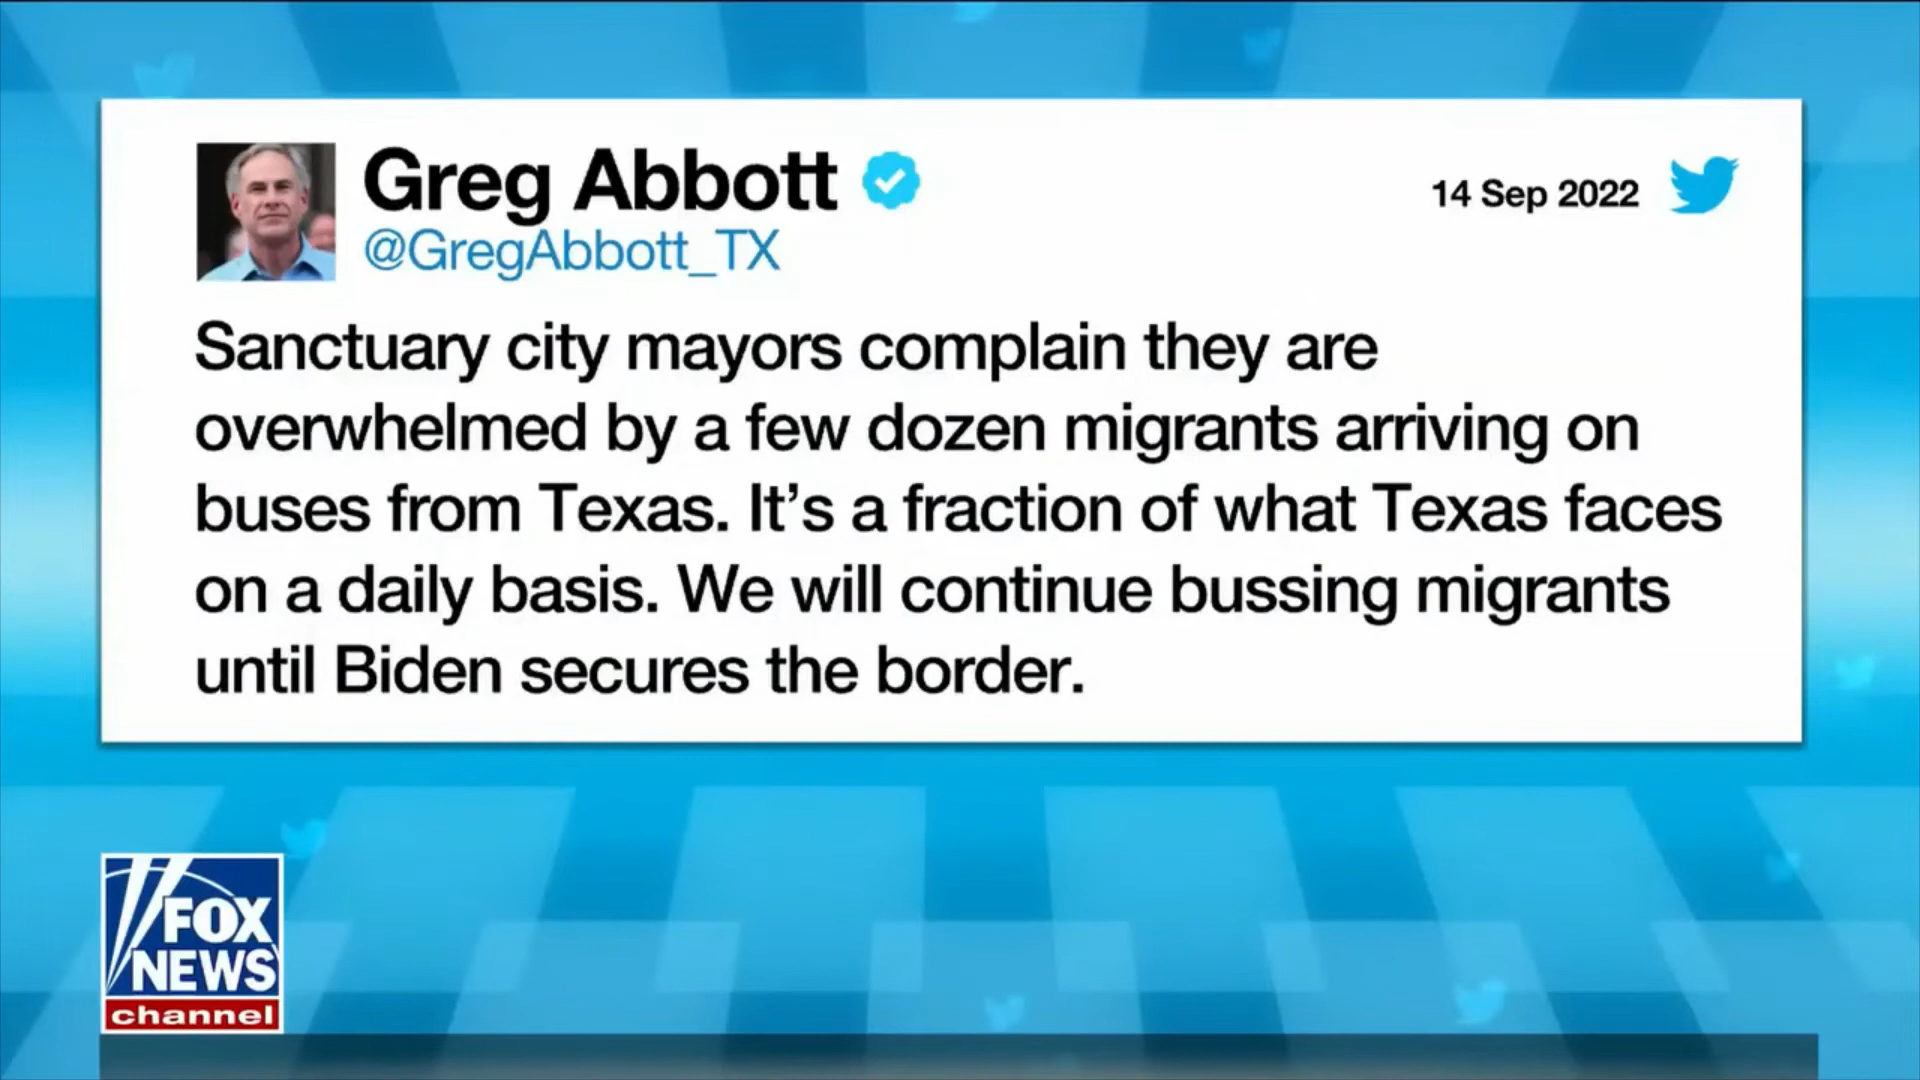 Greg Abbott
14 Sep 2022
@GregAbbott_TX
Sanctuary city mayors complain they are
overwhelmed by a few dozen migrants arriving on
buses from Texas. It’s a fraction of what Texas faces
on a daily basis. We will continue bussing migrants
until Biden secures the border.
FOX
NEWS
channel